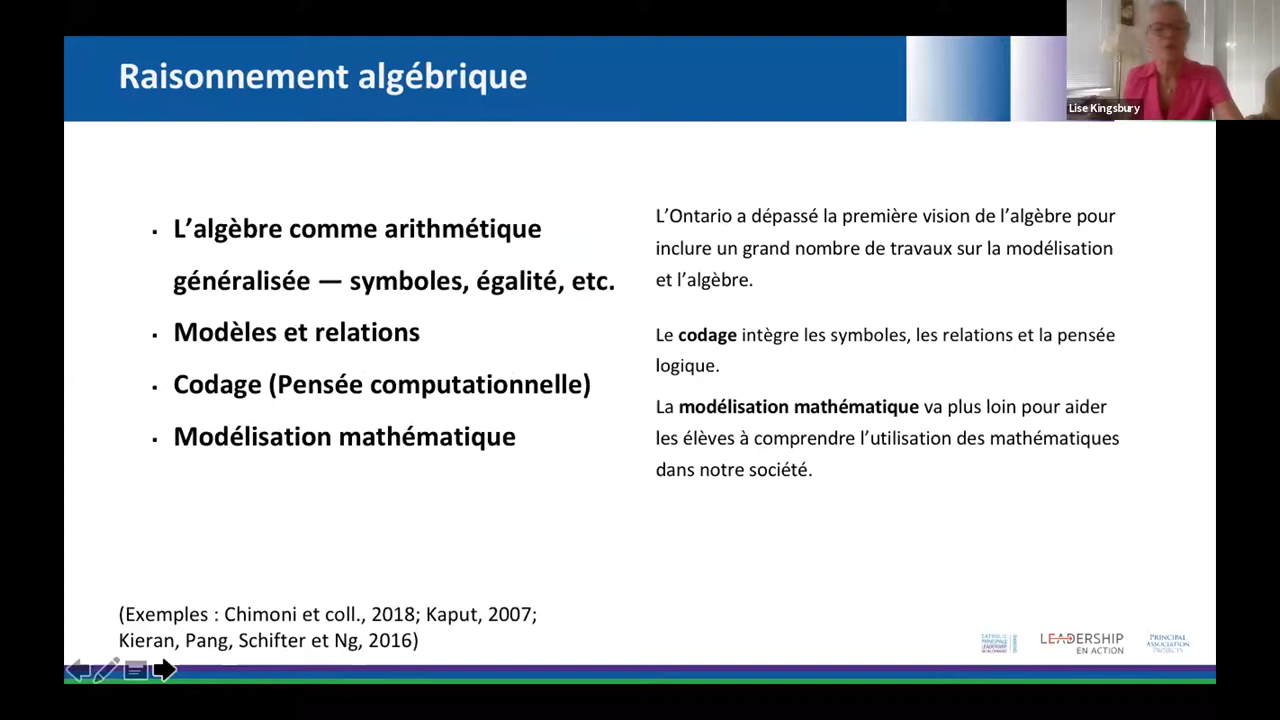 Raisonnement algébrique
Lise Kingsbury
▪ L’algèbre comme arithmétique
généralisée — symboles, égalité, etc.
▪ Modèles et relations
▪ Codage (Pensée computationnelle)
▪ Modélisation mathématique
L’Ontario a dépassé la première vision de l’algèbre pour
inclure un grand nombre de travaux sur la modélisation
et l’algèbre.
Le codage intègre les symboles, les relations et la pensée
logique.
La modélisation mathématique va plus loin pour aider
les élèves à comprendre l’utilisation des mathématiques
dans notre société.
(Exemples : Chimoni et coll., 2018; Kaput, 2007;
Kieran, Pang, Schifter et Ng, 2016)
LEADERSHIP
EN ACTION
PRINCIPAL
ASSOCIATION
PROJECTS